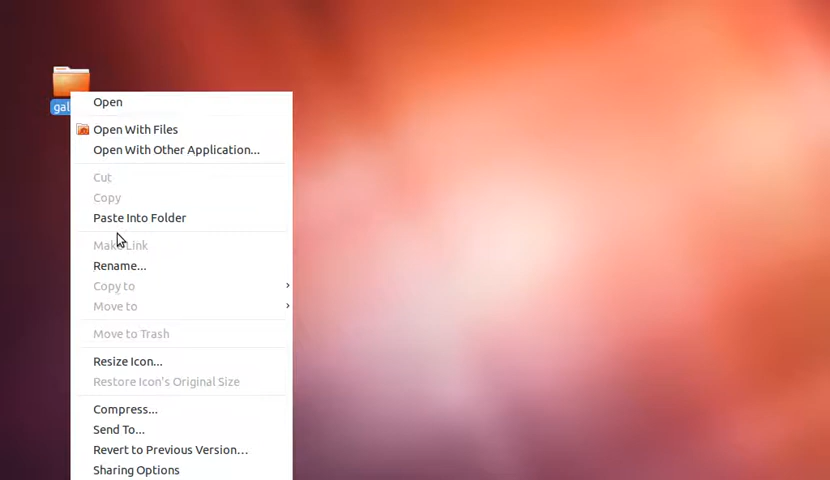 gal
Open
Open With Files
Open With Other Application...
Cut
Copy
Paste Into Folder
Make Link
Rename...
Copy to
Move to
Move to Trash
Resize Icon...
Restore Icon's Original Size
Compress...
Send To...
Revert to Previous Version...
Sharing Options